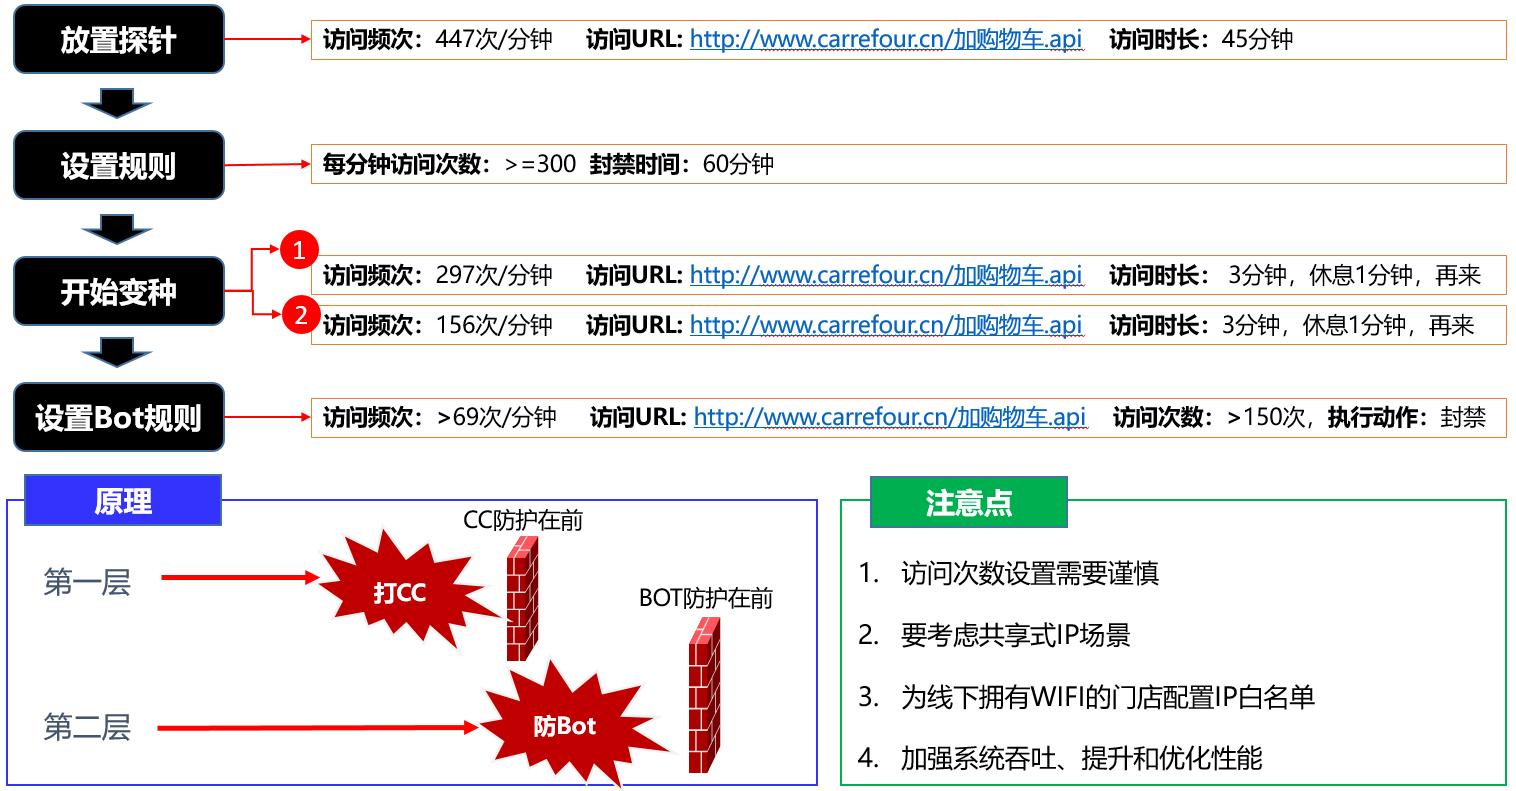 放置探针
访问频次：447次/分钟 访问URL: http://www.carrefour.cn/加购物车.api 访问时长：45分钟
设置规则
每分钟访问次数：>=300 封禁时间：60分钟
开始变种
1
访问频次：297次/分钟 访问URL: http://www.carrefour.cn/加购物车.api 访问时长： 3分钟，休息1分钟，再来
2
访问频次：156次/分钟 访问URL: http://www.carrefour.cn/加购物车.api 访问时长：3分钟，休息1分钟，再来
设置Bot规则
访问频次：>69次/分钟 访问URL: http://www.carrefour.cn/加购物车.api 访问次数：>150次，执行动作：封禁
原理
CC防护在前
第一层
打CC
BOT防护在前
第二层
防Bot
注意点
1. 访问次数设置需要谨慎
2. 要考虑共享式IP场景
3. 为线下拥有WIFI的门店配置IP白名单
4. 加强系统吞吐、提升和优化性能